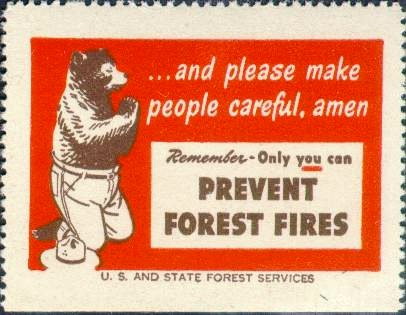 ...and please make
people careful, amen
Remember - Only you can
PREVENT
FOREST FIRES
U. S. AND STATE FOREST SERVICES